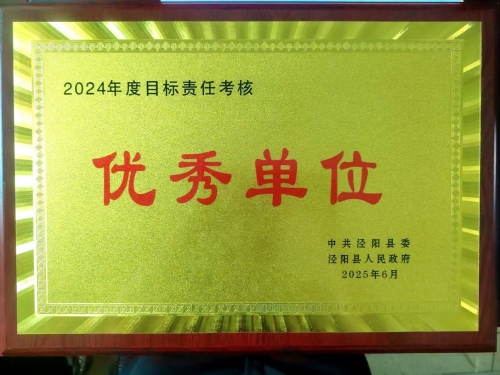 2024年度目标责任考核
优秀单位
中共泾阳县委
泾阳县人民政府
2025年6月